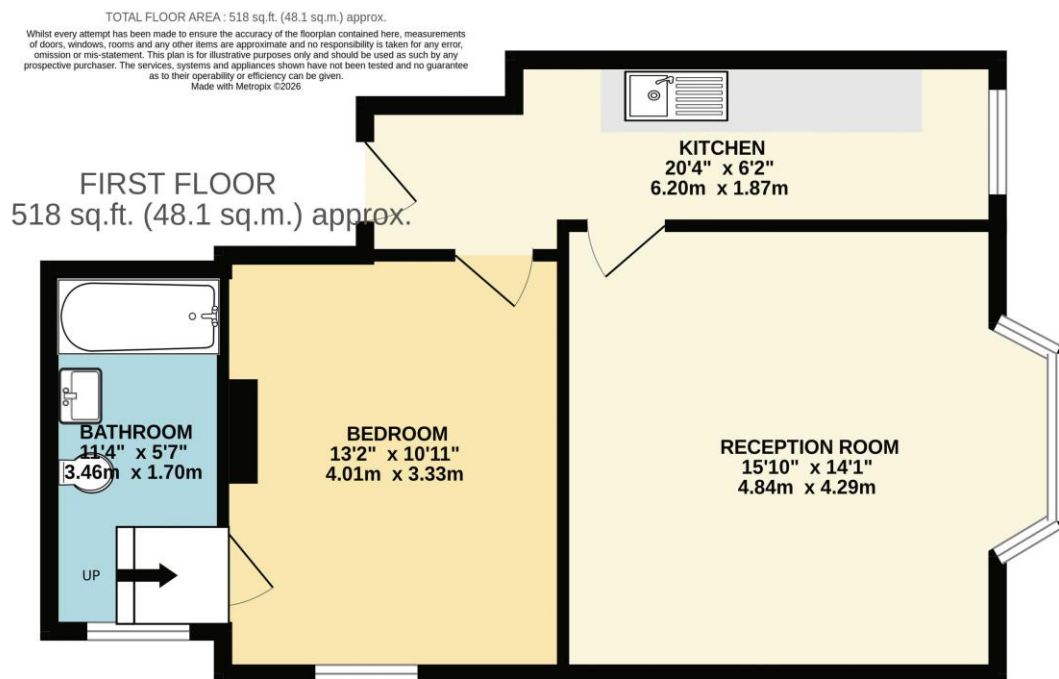 TOTAL FLOOR AREA : 518 sq.ft. (48.1 sq.m.) approx.
Whilst every attempt has been made to ensure the accuracy of the floorplan contained here, measurements
of doors, windows, rooms and any other items are approximate and no responsibility is taken for any error,
omission or mis-statement. This plan is for illustrative purposes only and should be used as such by any
prospective purchaser. The services, systems and appliances shown have not been tested and no guarantee
as to their operability or efficiency can be given.
Made with Metropix ©2026
FIRST FLOOR
518 sq.ft. (48.1 sq.m.) approx.
KITCHEN
20'4" x 6'2"
6.20m x 1.87m
BATHROOM
11'4" x 5'7"
3.46m x 1.70m
UP
BEDROOM
13'2" x 10'11"
4.01m x 3.33m
RECEPTION ROOM
15'10" x 14'1"
4.84m x 4.29m